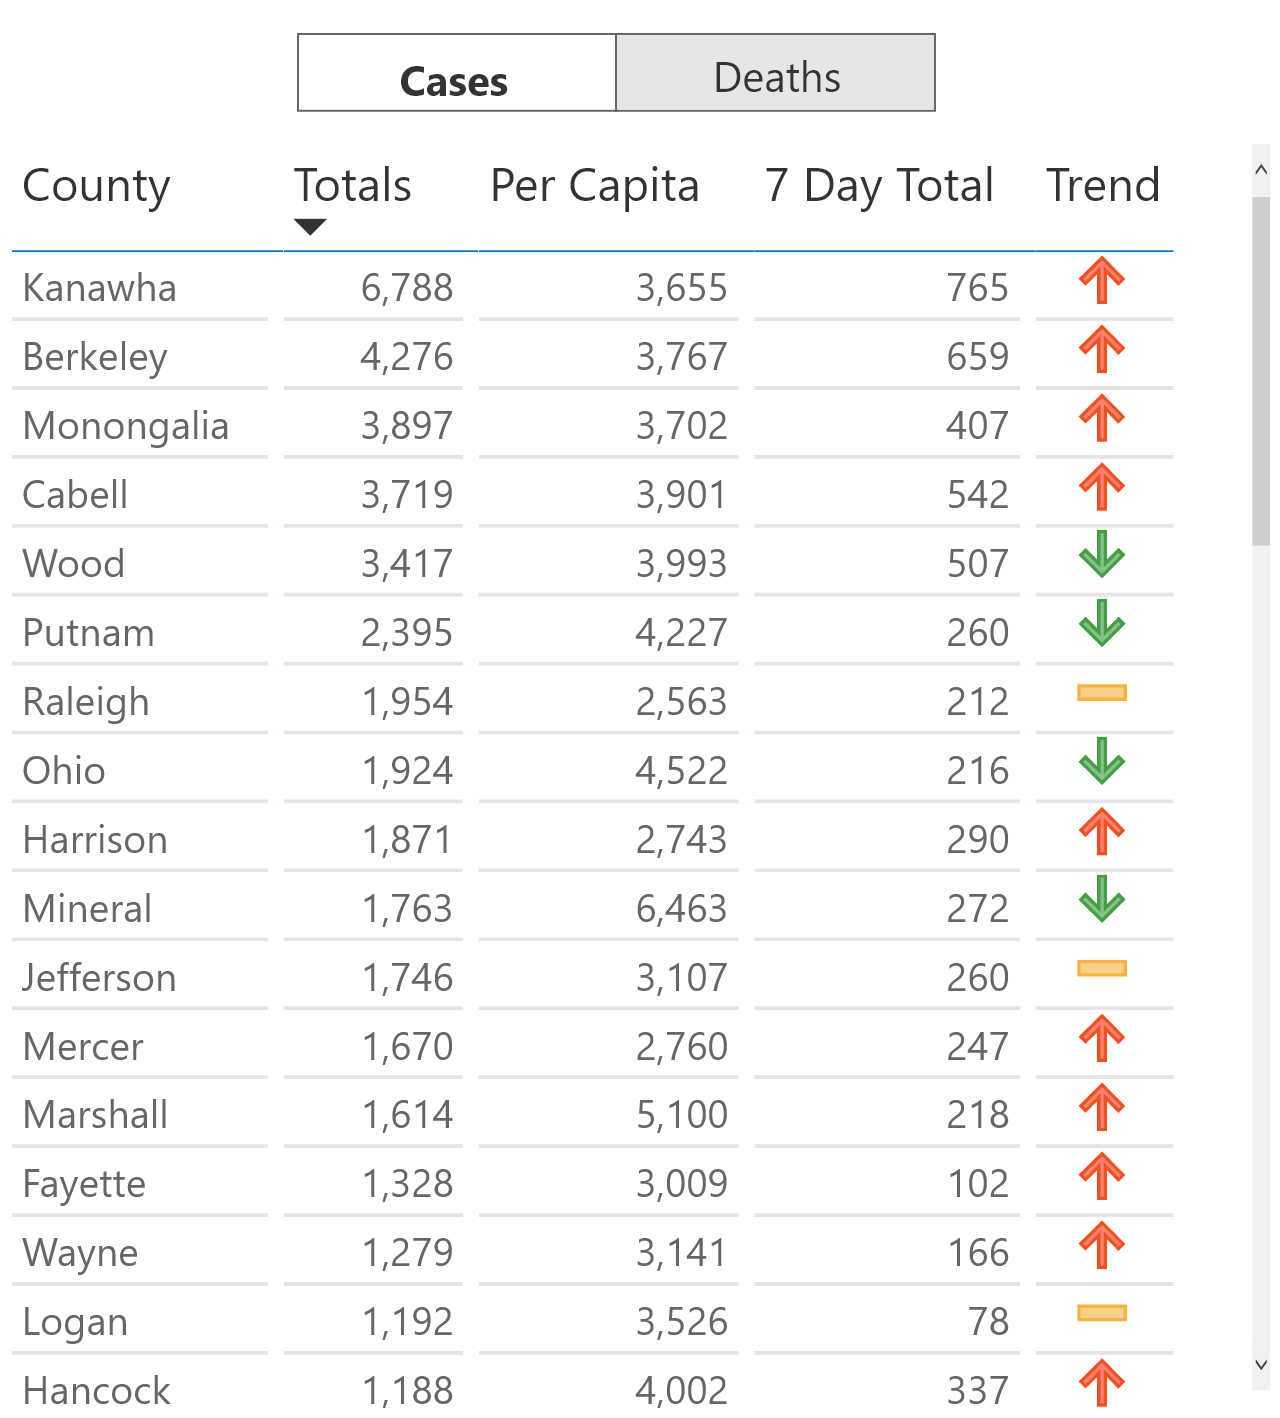 Cases Deaths
County Totals Per Capita 7 Day Total Trend
Kanawha 6,788 3,655 765
Berkeley 4,276 3,767 659
Monongalia 3,897 3,702 407
Cabell 3,719 3,901 542
Wood 3,417 3,993 507
Putnam 2,395 4,227 260
Raleigh 1,954 2,563 212
Ohio 1,924 4,522 216
Harrison 1,871 2,743 290
Mineral 1,763 6,463 272
Jefferson 1,746 3,107 260
Mercer 1,670 2,760 247
Marshall 1,614 5,100 218
Fayette 1,328 3,009 102
Wayne 1,279 3,141 166
Logan 1,192 3,526 78
Hancock 1,188 4,002 337